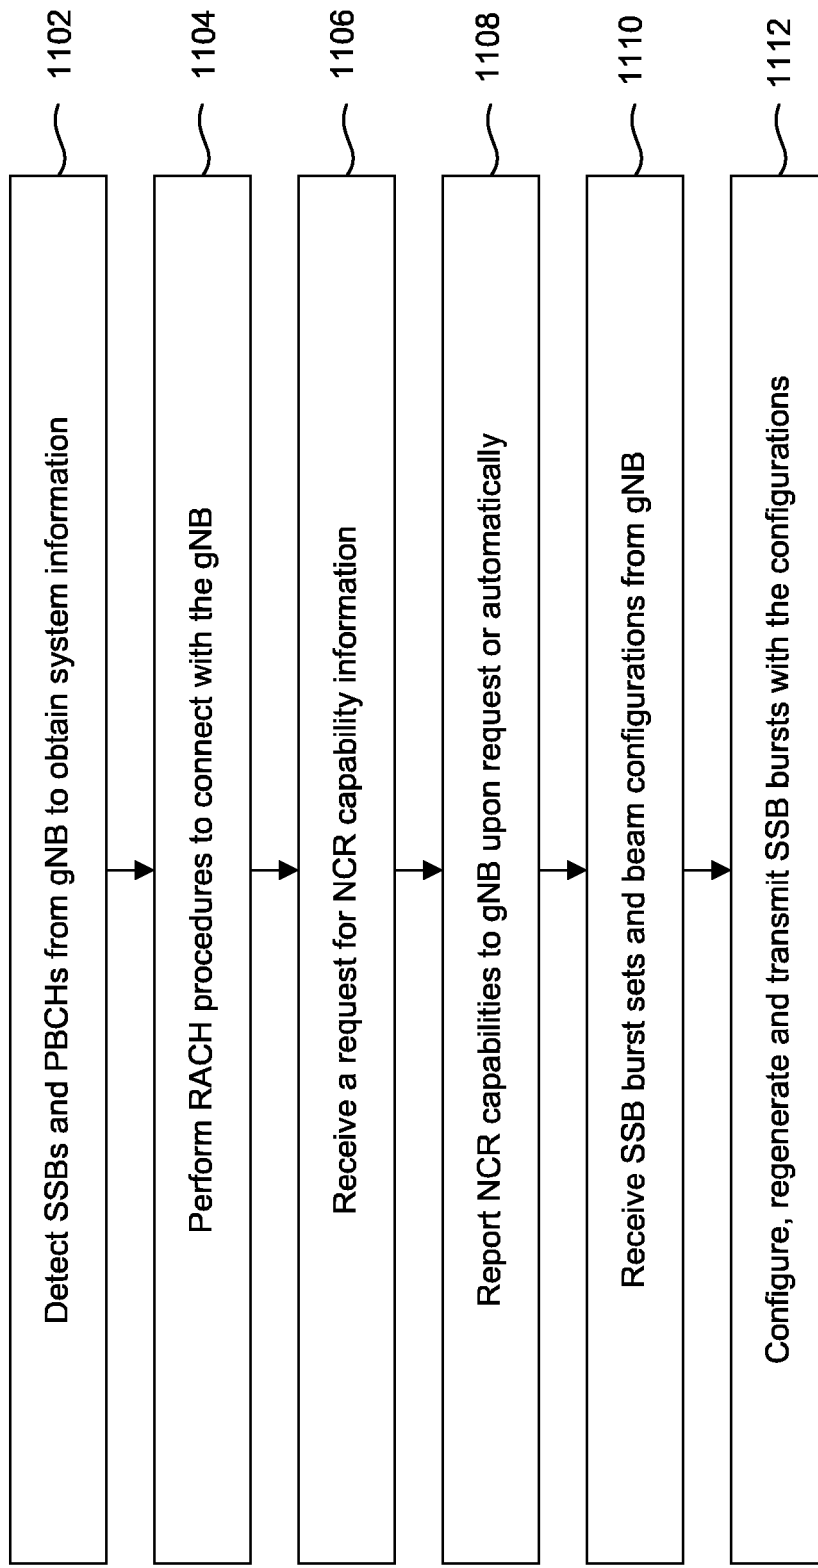 Detect SSBs and PBCHs from gNB to obtain system information
1102
Perform RACH procedures to connect with the gNB
1104
Receive a request for NCR capability information
1106
Report NCR capabilities to gNB upon request or automatically
1108
Receive SSB burst sets and beam configurations from gNB
1110
Configure, regenerate and transmit SSB bursts with the configurations
1112